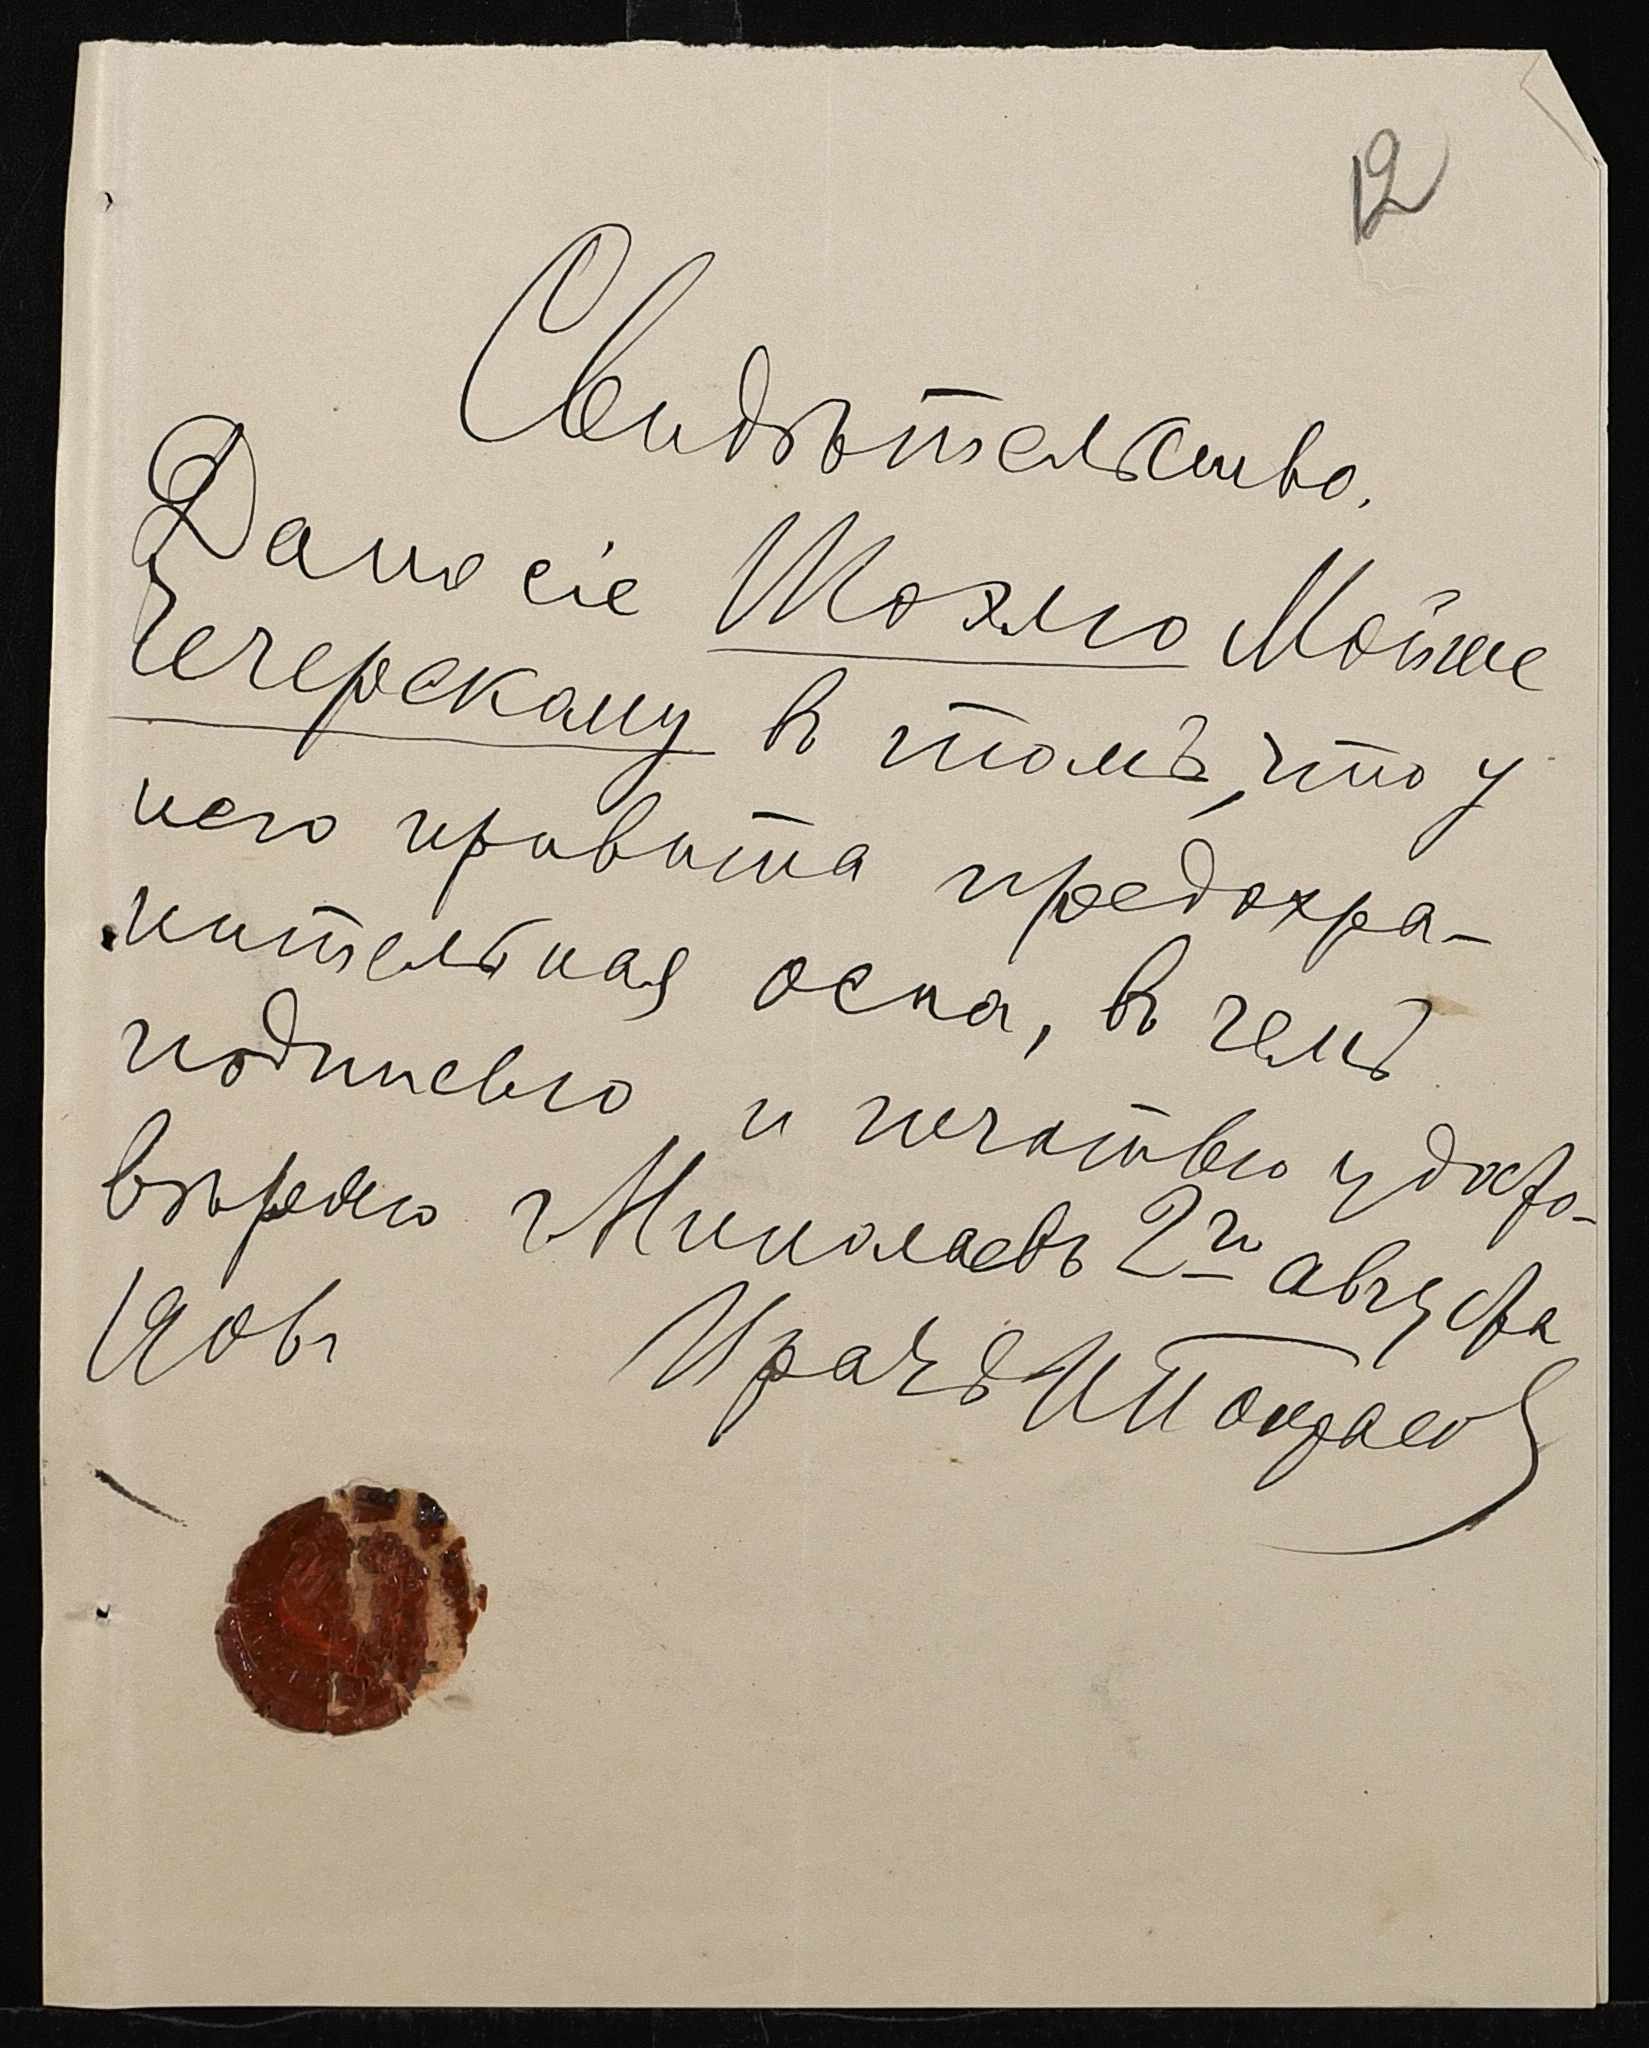 12
Свидѣтельство.
Дано сіе Шохлю Мойше
Чечерскому въ томъ, что у
него привита предохра-
нительная оспа, въ чемъ
подписью и печатью удосто-
вѣряю г. Николаевъ 2го августа
Врачъ